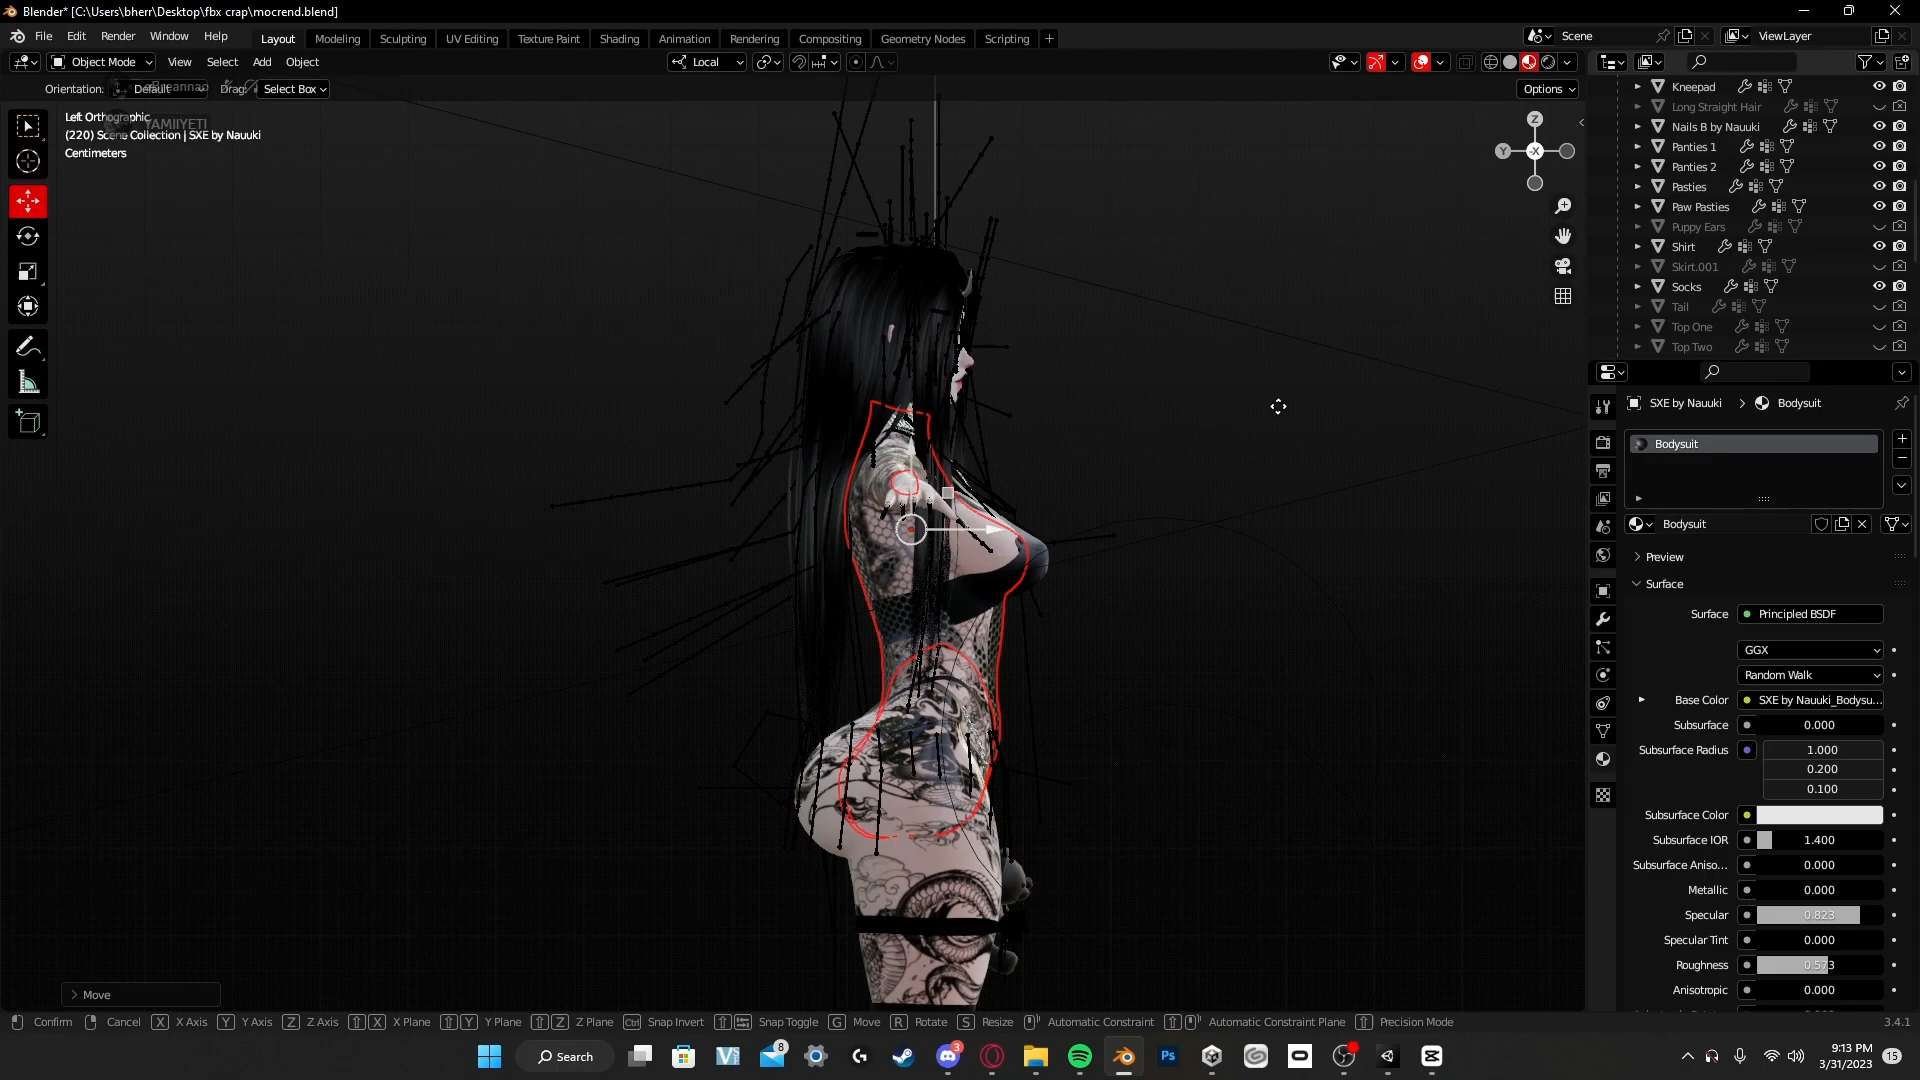 Blender* [C:\Users\bherr\Desktop\fbx crap\mocrend.blend]
File Edit Render Window Help Layout Modeling Sculpting UV Editing Texture Paint Shading Animation Rendering Compositing Geometry Nodes Scripting + Scene ViewLayer
Object Mode View Select Add Object Local
Orientation: Default Drag: Select Box Options
YAMIIYETI
Left Orthographic
(220) Scene Collection | SXE by Nauuki
Centimeters
Z
Y -X
Kneepad
Long Straight Hair
Nails B by Nauuki
Panties 1
Panties 2
Pasties
Paw Pasties
Puppy Ears
Shirt
Skirt.001
Socks
Tail
Top One
Top Two
SXE by Nauuki > Bodysuit
Bodysuit
Bodysuit
Preview
Surface
Surface Principled BSDF
GGX
Random Walk
Base Color SXE by Nauuki_Bodysu...
Subsurface 0.000
Subsurface Radius 1.000
0.200
0.100
Subsurface Color
Subsurface IOR 1.400
Subsurface Aniso... 0.000
Metallic 0.000
Specular 0.823
Specular Tint 0.000
Roughness 0.573
Anisotropic 0.000
Move
Confirm Cancel X X Axis Y Y Axis Z Z Axis X X Plane Y Y Plane Z Z Plane Ctrl Snap Invert Snap Toggle G Move R Rotate S Resize Automatic Constraint Automatic Constraint Plane Precision Mode 3.4.1
Search 8 3 Ps 9:13 PM
3/31/2023 15